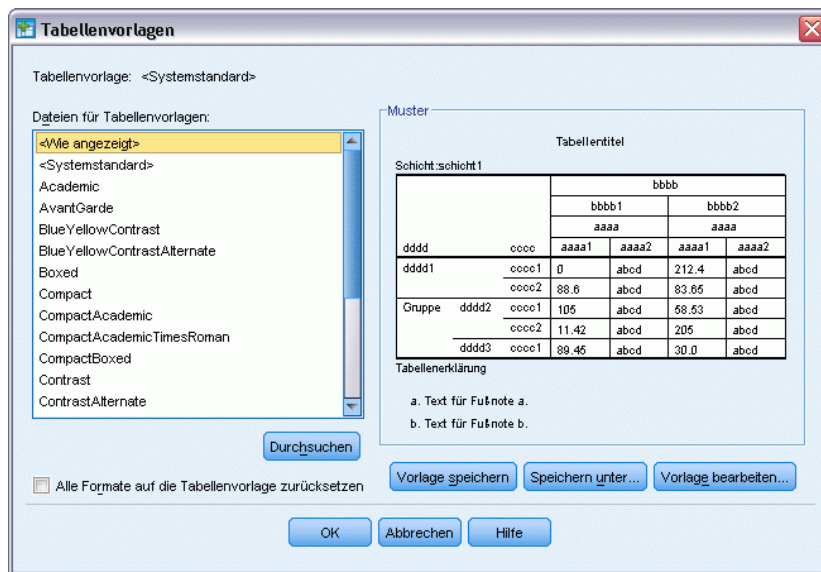 Tabellenvorlagen
Tabellenvorlage: <Systemstandard>
Dateien für Tabellenvorlagen:
<Wie angezeigt>
<Systemstandard>
Academic
AvantGarde
BlueYellowContrast
BlueYellowContrastAlternate
Boxed
Compact
CompactAcademic
CompactAcademicTimesRoman
CompactBoxed
Contrast
ContrastAlternate
Durchsuchen
Alle Formate auf die Tabellenvorlage zurücksetzen
Muster
Tabellentitel
Schicht:schicht1
bbbb
bbbb1 bbbb2
aaaa aaaa
dddd cccc aaaa1 aaaa2 aaaa1 aaaa2
dddd1 cccc1 0 abcd 212.4 abcd
cccc2 88.6 abcd 83.65 abcd
Gruppe dddd2 cccc1 105 abcd 58.53 abcd
cccc2 11.42 abcd 205 abcd
dddd3 cccc1 89.45 abcd 30.0 abcd
Tabellenerklärung
a. Text für Fußnote a.
b. Text für Fußnote b.
Vorlage speichern Speichern unter... Vorlage bearbeiten...
OK Abbrechen Hilfe